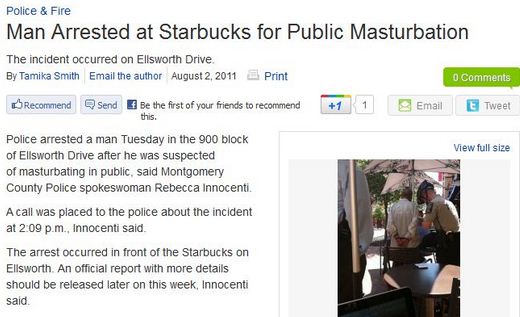 Police & Fire
Man Arrested at Starbucks for Public Masturbation
The incident occurred on Ellsworth Drive.
By Tamika Smith Email the author August 2, 2011 Print
0 Comments
Recommend Send Be the first of your friends to recommend this.
+1 1 Email Tweet
Police arrested a man Tuesday in the 900 block
of Ellsworth Drive after he was suspected
of masturbating in public, said Montgomery
County Police spokeswoman Rebecca Innocenti.
A call was placed to the police about the incident
at 2:09 p.m., Innocenti said.
The arrest occurred in front of the Starbucks on
Ellsworth. An official report with more details
should be released later on this week, Innocenti
said.
View full size